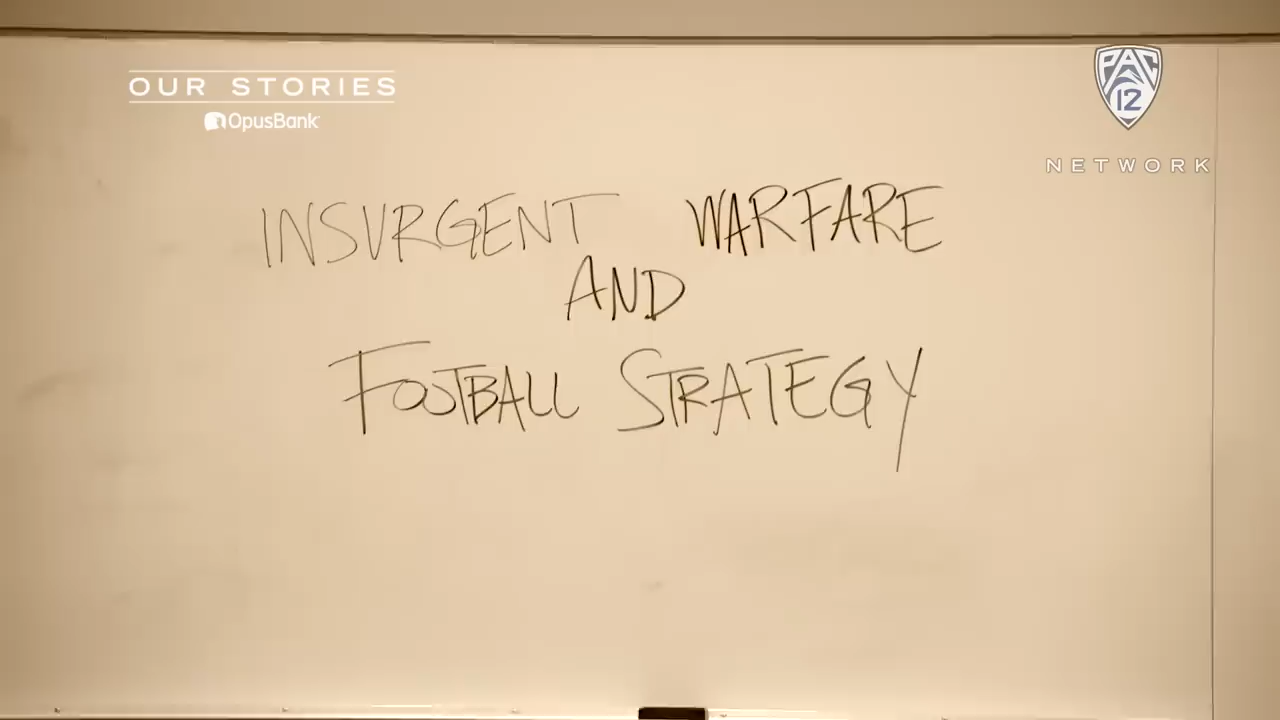 OUR STORIES
OpusBank
PAC
12
NETWORK
INSURGENT WARFARE
AND
FOOTBALL STRATEGY